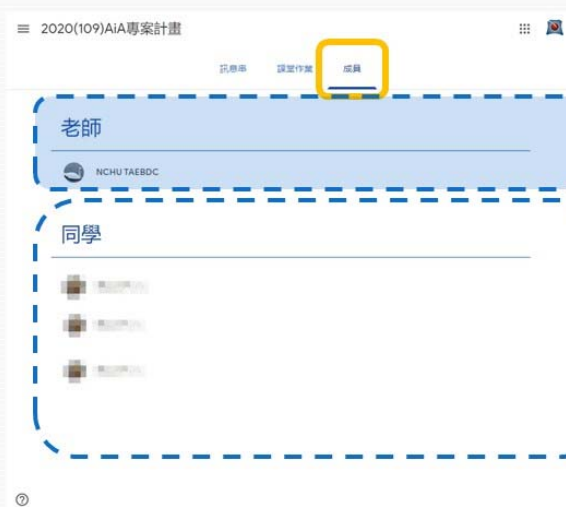 2020(109)AiA專案計畫
訊息串 課堂作業 成員
老師
NCHU TAEBDC
同學